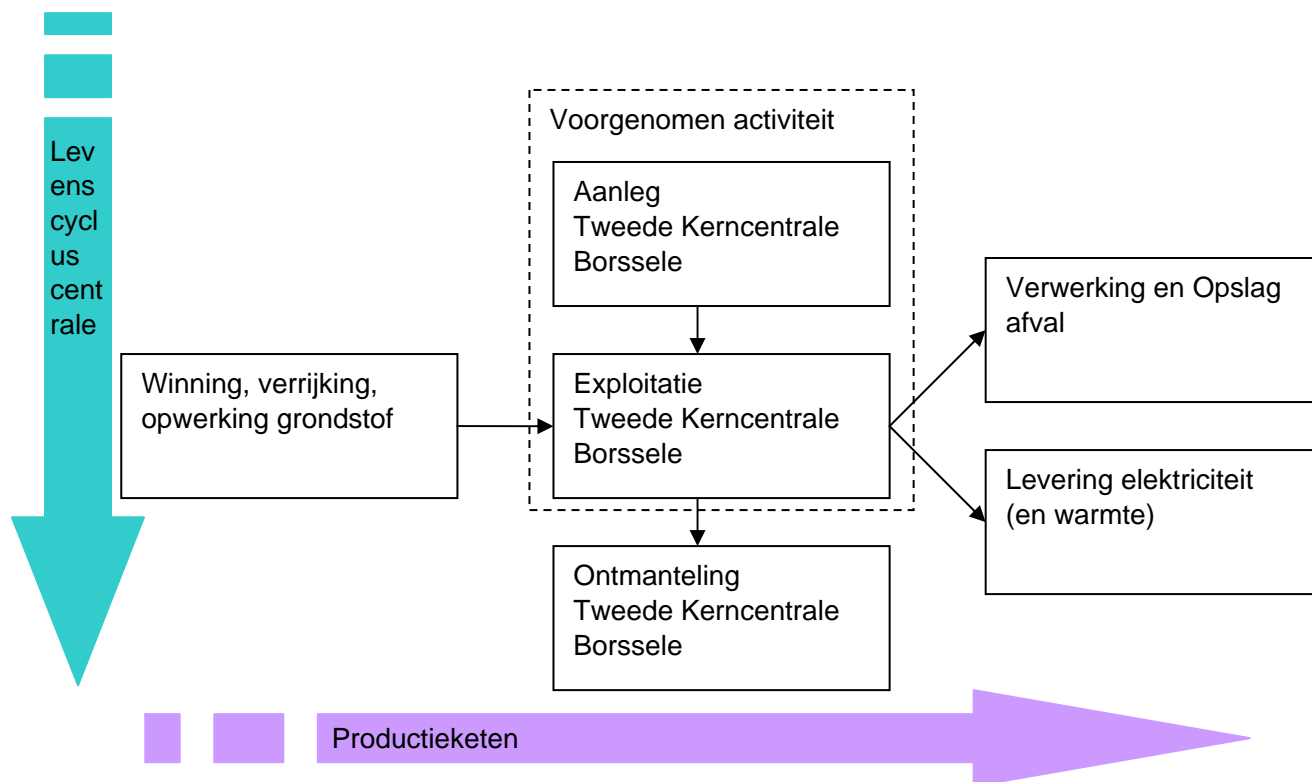 Voorgenomen activiteit
Lev
ens
cycl
us
cent
rale
Aanleg
Tweede Kerncentrale
Borssele
Verwerking en Opslag
afval
Winning, verrijking,
opwerking grondstof
Exploitatie
Tweede Kerncentrale
Borssele
Levering elektriciteit
(en warmte)
Ontmanteling
Tweede Kerncentrale
Borssele
Productieketen